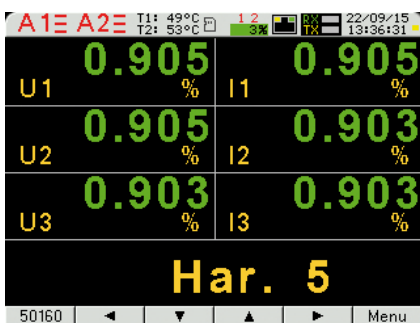 A1 A2 T1: 49°C 1 2 RX 22/09/15
T2: 53°C 3% TX 13:36:31
0.905 0.903
U1 % I1 %
0.905 0.903
U2 % I2 %
0.903 0.903
U3 % I3 %
Har. 5
50160 Menu